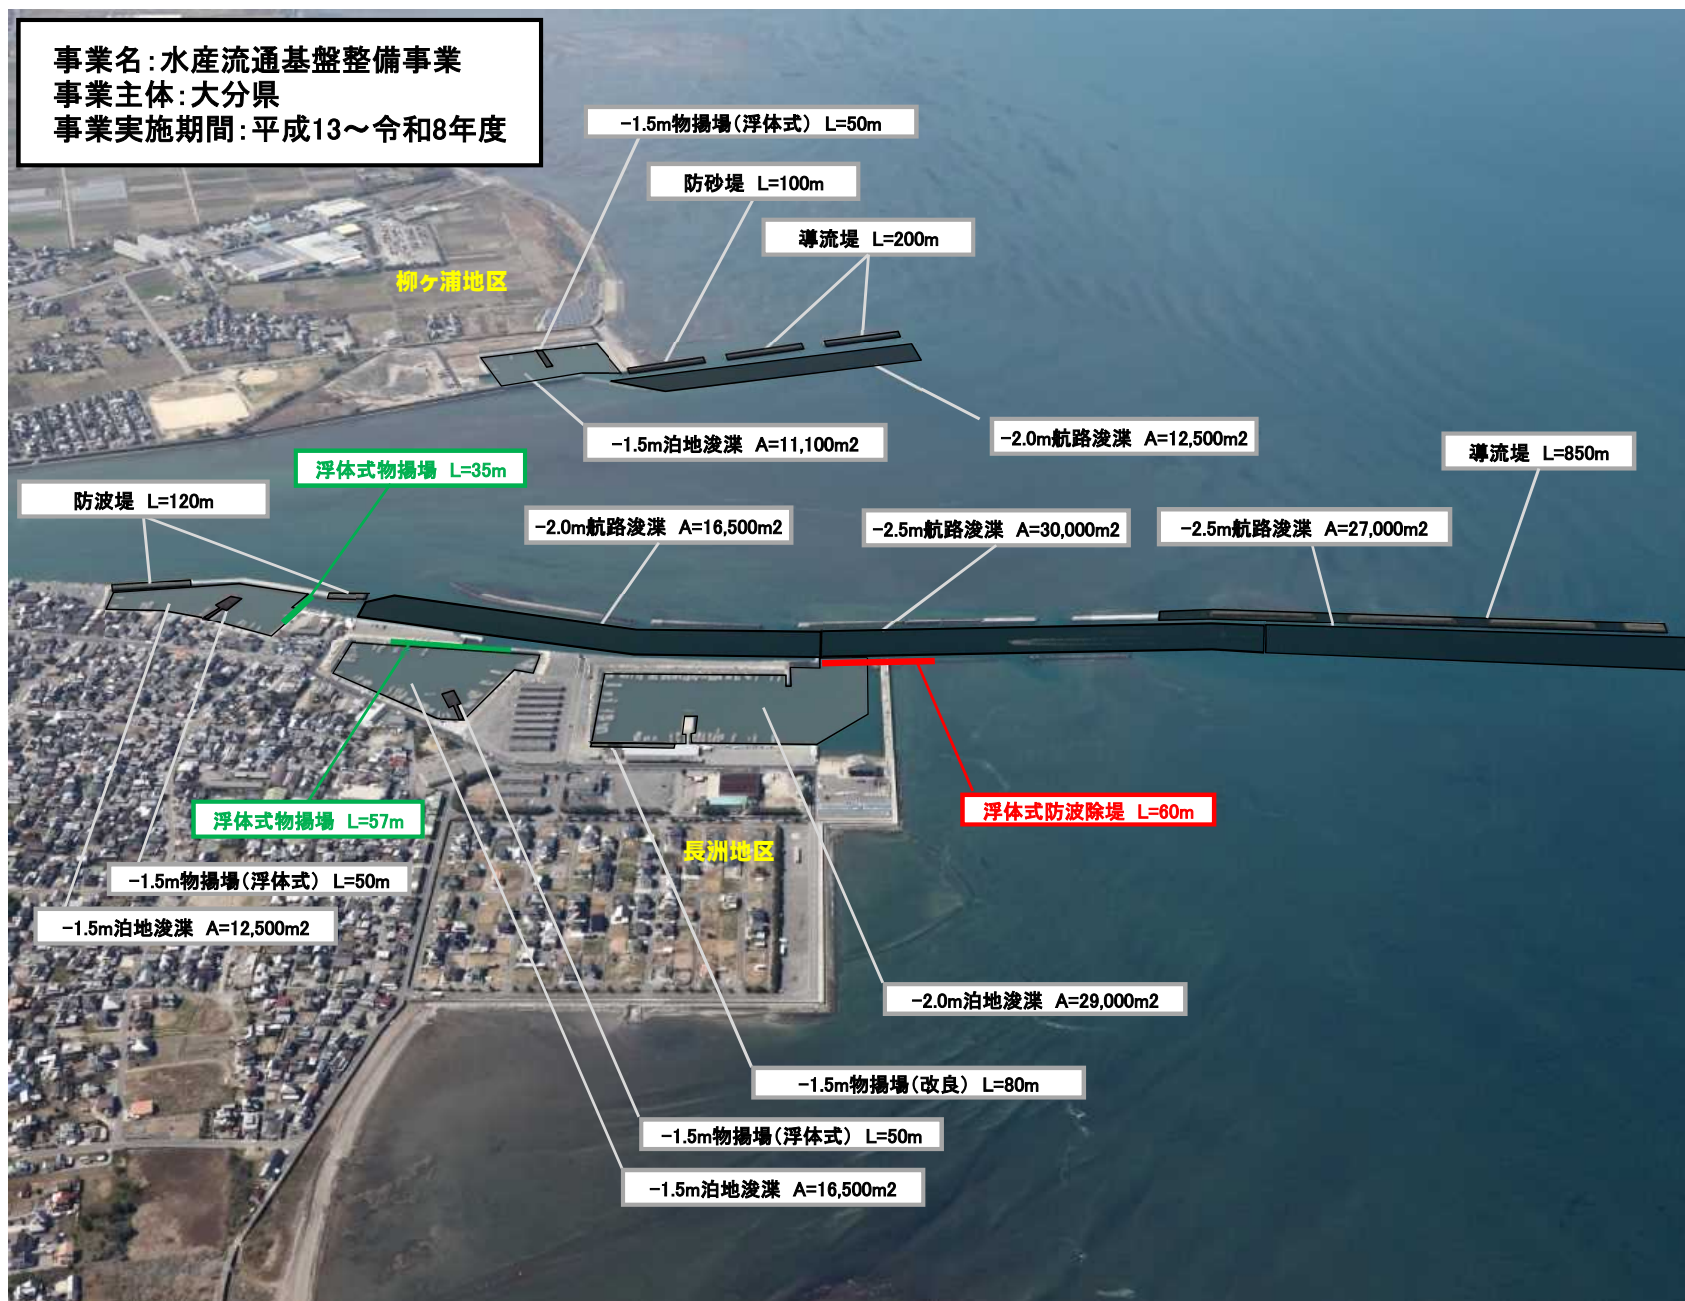 事業名:水産流通基盤整備事業
事業主体:大分県
事業実施期間:平成13～令和8年度
-1.5m物揚場(浮体式) L=50m
防砂堤 L=100m
導流堤 L=200m
柳ヶ浦地区
-1.5m泊地浚渫 A=11,100m2
-2.0m航路浚渫 A=12,500m2
導流堤 L=850m
浮体式物揚場 L=35m
防波堤 L=120m
-2.0m航路浚渫 A=16,500m2
-2.5m航路浚渫 A=30,000m2
-2.5m航路浚渫 A=27,000m2
浮体式物揚場 L=57m
浮体式防波除堤 L=60m
長洲地区
-1.5m物揚場(浮体式) L=50m
-1.5m泊地浚渫 A=12,500m2
-2.0m泊地浚渫 A=29,000m2
-1.5m物揚場(改良) L=80m
-1.5m物揚場(浮体式) L=50m
-1.5m泊地浚渫 A=16,500m2